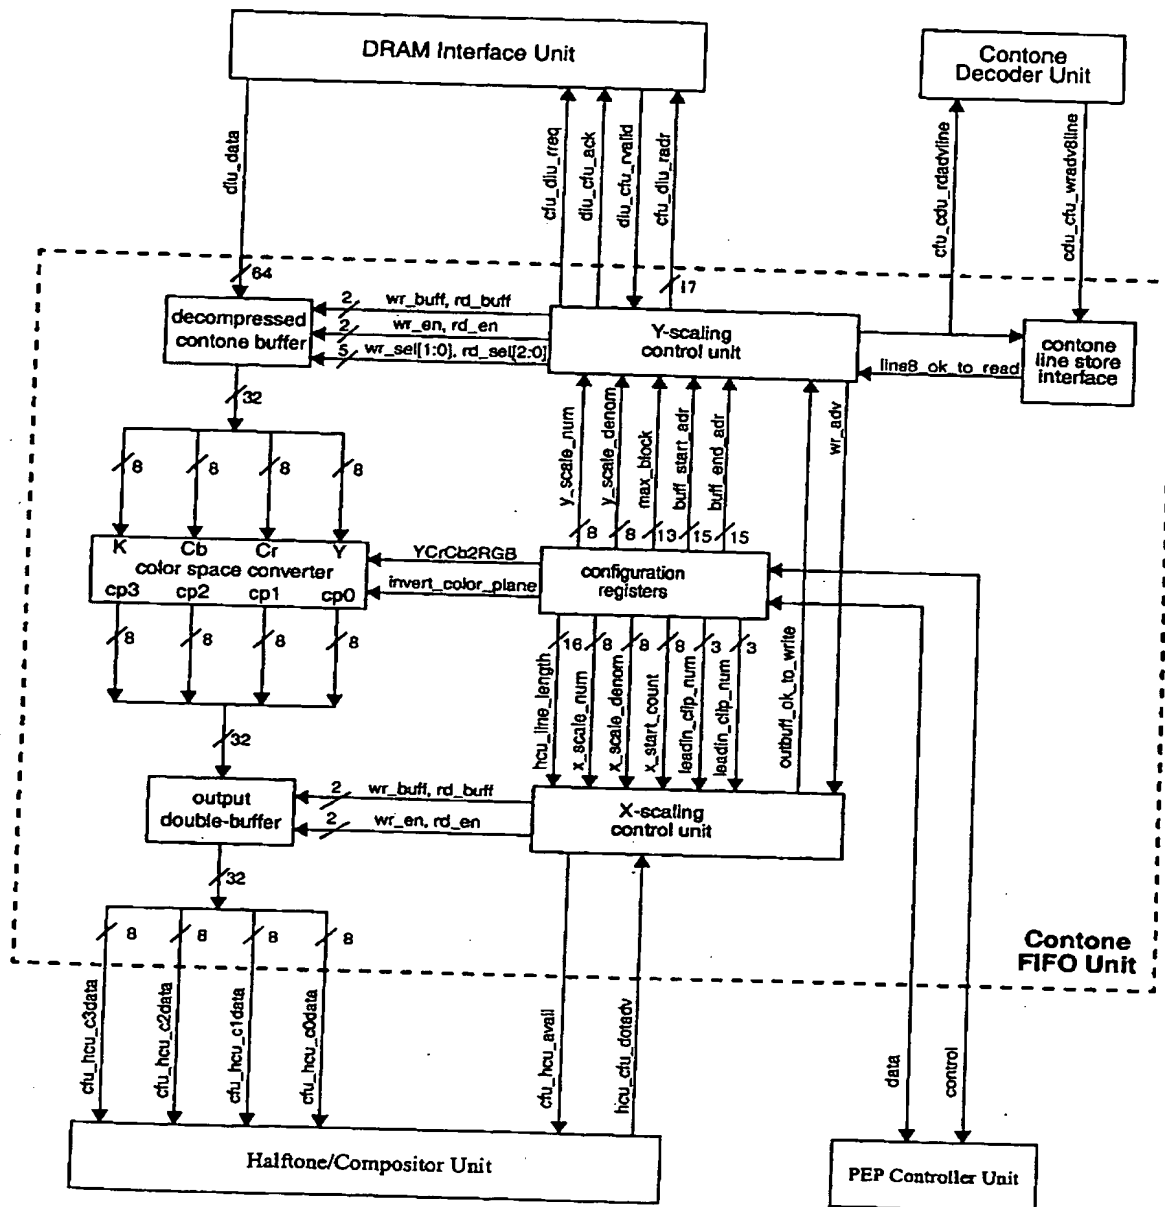 DRAM Interface Unit
Contone
Decoder Unit
diu_data
cfu_diu_rreq
diu_cfu_ack
diu_cfu_rvalid
cfu_diu_radr
cfu_cdu_rdadvline
cdu_cfu_wradv8line
64
17
decompressed
contone buffer
2
wr_buff, rd_buff
2
wr_en, rd_en
5
wr_sel[1:0], rd_sel[2:0]
Y-scaling
control unit
line8_ok_to_read
contone
line store
interface
32
8
8
8
8
y_scale_num
y_scale_denom
max_block
buff_start_adr
buff_end_adr
wr_adv
8
8
13
15
15
K
Cb
Cr
Y
color space converter
cp3
cp2
cp1
cp0
YCrCb2RGB
invert_color_plane
configuration
registers
8
8
8
8
16
8
8
8
3
3
hcu_line_length
x_scale_num
x_scale_denom
x_start_count
leadin_clip_num
leadin_clip_num
outbuff_ok_to_write
32
output
double-buffer
2
wr_buff, rd_buff
2
wr_en, rd_en
X-scaling
control unit
32
8
8
8
8
Contone
FIFO Unit
cfu_hcu_c3data
cfu_hcu_c2data
cfu_hcu_c1data
cfu_hcu_c0data
cfu_hcu_avail
hcu_cfu_dotadv
data
control
Halftone/Compositor Unit
PEP Controller Unit